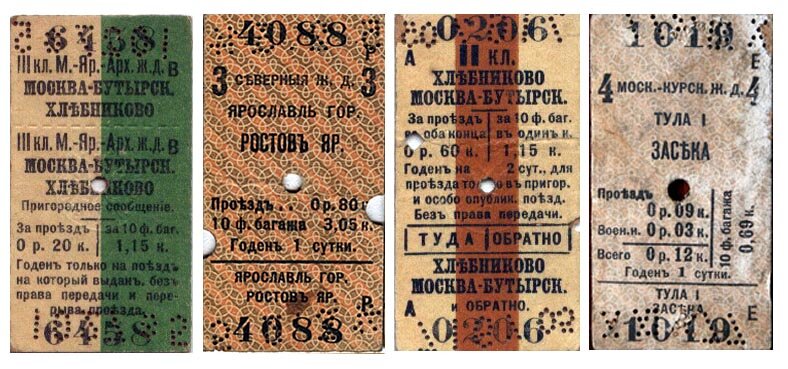 6458
III кл. М.-Яр.-Арх. ж. д. В
МОСКВА-БУТЫРСК.
ХЛѢБНИКОВО
III кл. М.-Яр.-Арх. Ж. Д. В
МОСКВА-БУТЫРСК.
ХЛѢБНИКОВО
Пригородное сообщеніе.
За проѣздъ за 10 ф. баг.
0 р. 20 к. 1,15 к.
Годенъ только на поѣздъ
на который выданъ, безъ
права передачи и пере-
рыва проѣзда.
6458
4088
Р
3 СѢВЕРНЫЯ Ж. Д. 3
ЯРОСЛАВЛЬ ГОР.
РОСТОВЪ ЯР.
Проѣздъ.. 0 р. 80 к.
10 ф. багажа 3,05 к.
Годенъ 1 сутки.
ЯРОСЛАВЛЬ ГОР.
РОСТОВЪ ЯР.
Р
4088
0206
А III КЛ. А
ХЛѢБНИКОВО
МОСКВА-БУТЫРСК.
За проѣздъ за 10 ф. баг.
въ оба конца въ одинъ к.
0 р. 60 к. 1,15 к.
Годенъ на 2 сут., для
проѣзда только въ пригор.
и особо опублик. поѣзд.
Безъ права передачи.
ТУДА ОБРАТНО
ХЛѢБНИКОВО
МОСКВА-БУТЫРСК.
А И ОБРАТНО. А
0206
1019
Е
4 МОСК.-КУРСК. Ж. Д. 4
ТУЛА I
ЗАСѢКА
Проѣздъ
0 р. 09 к.
Воен.н. 0 р. 03 к.
Всего 0 р. 12 к.
Годенъ 1 сутки.
10 ф. багажа
0,69 к.
ТУЛА I
ЗАСѢКА
Е
1019